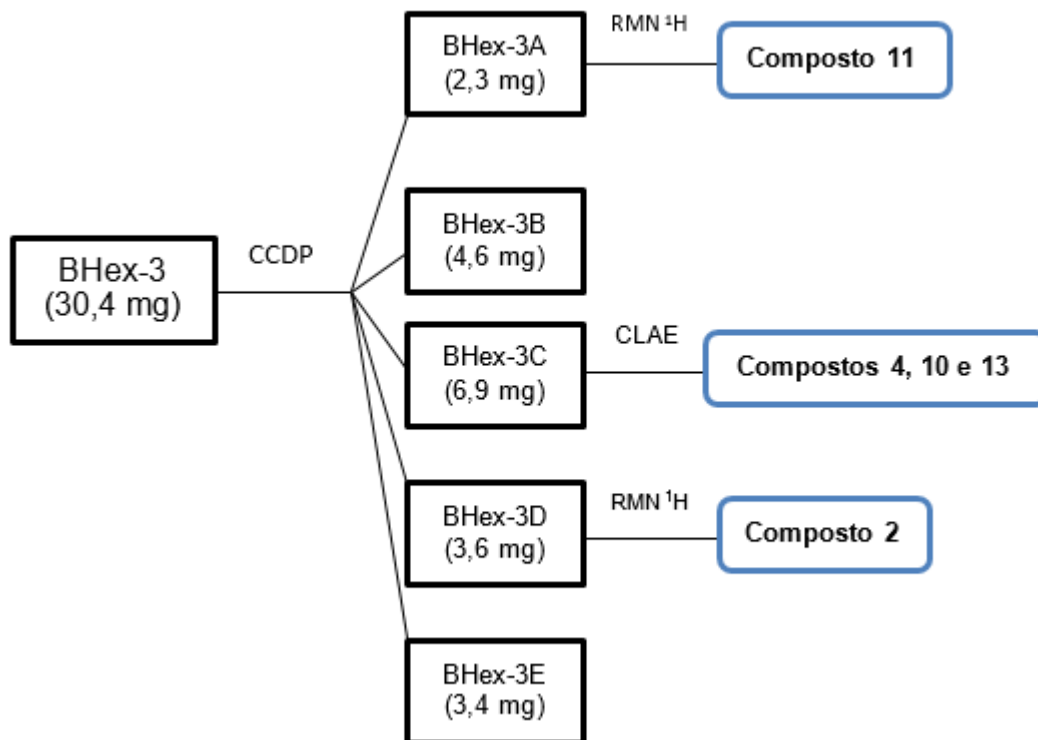 BHex-3
(30,4 mg)
CCDP
BHex-3A
(2,3 mg)
RMN ¹H
Composto 11
BHex-3B
(4,6 mg)
BHex-3C
(6,9 mg)
CLAE
Compostos 4, 10 e 13
BHex-3D
(3,6 mg)
RMN ¹H
Composto 2
BHex-3E
(3,4 mg)